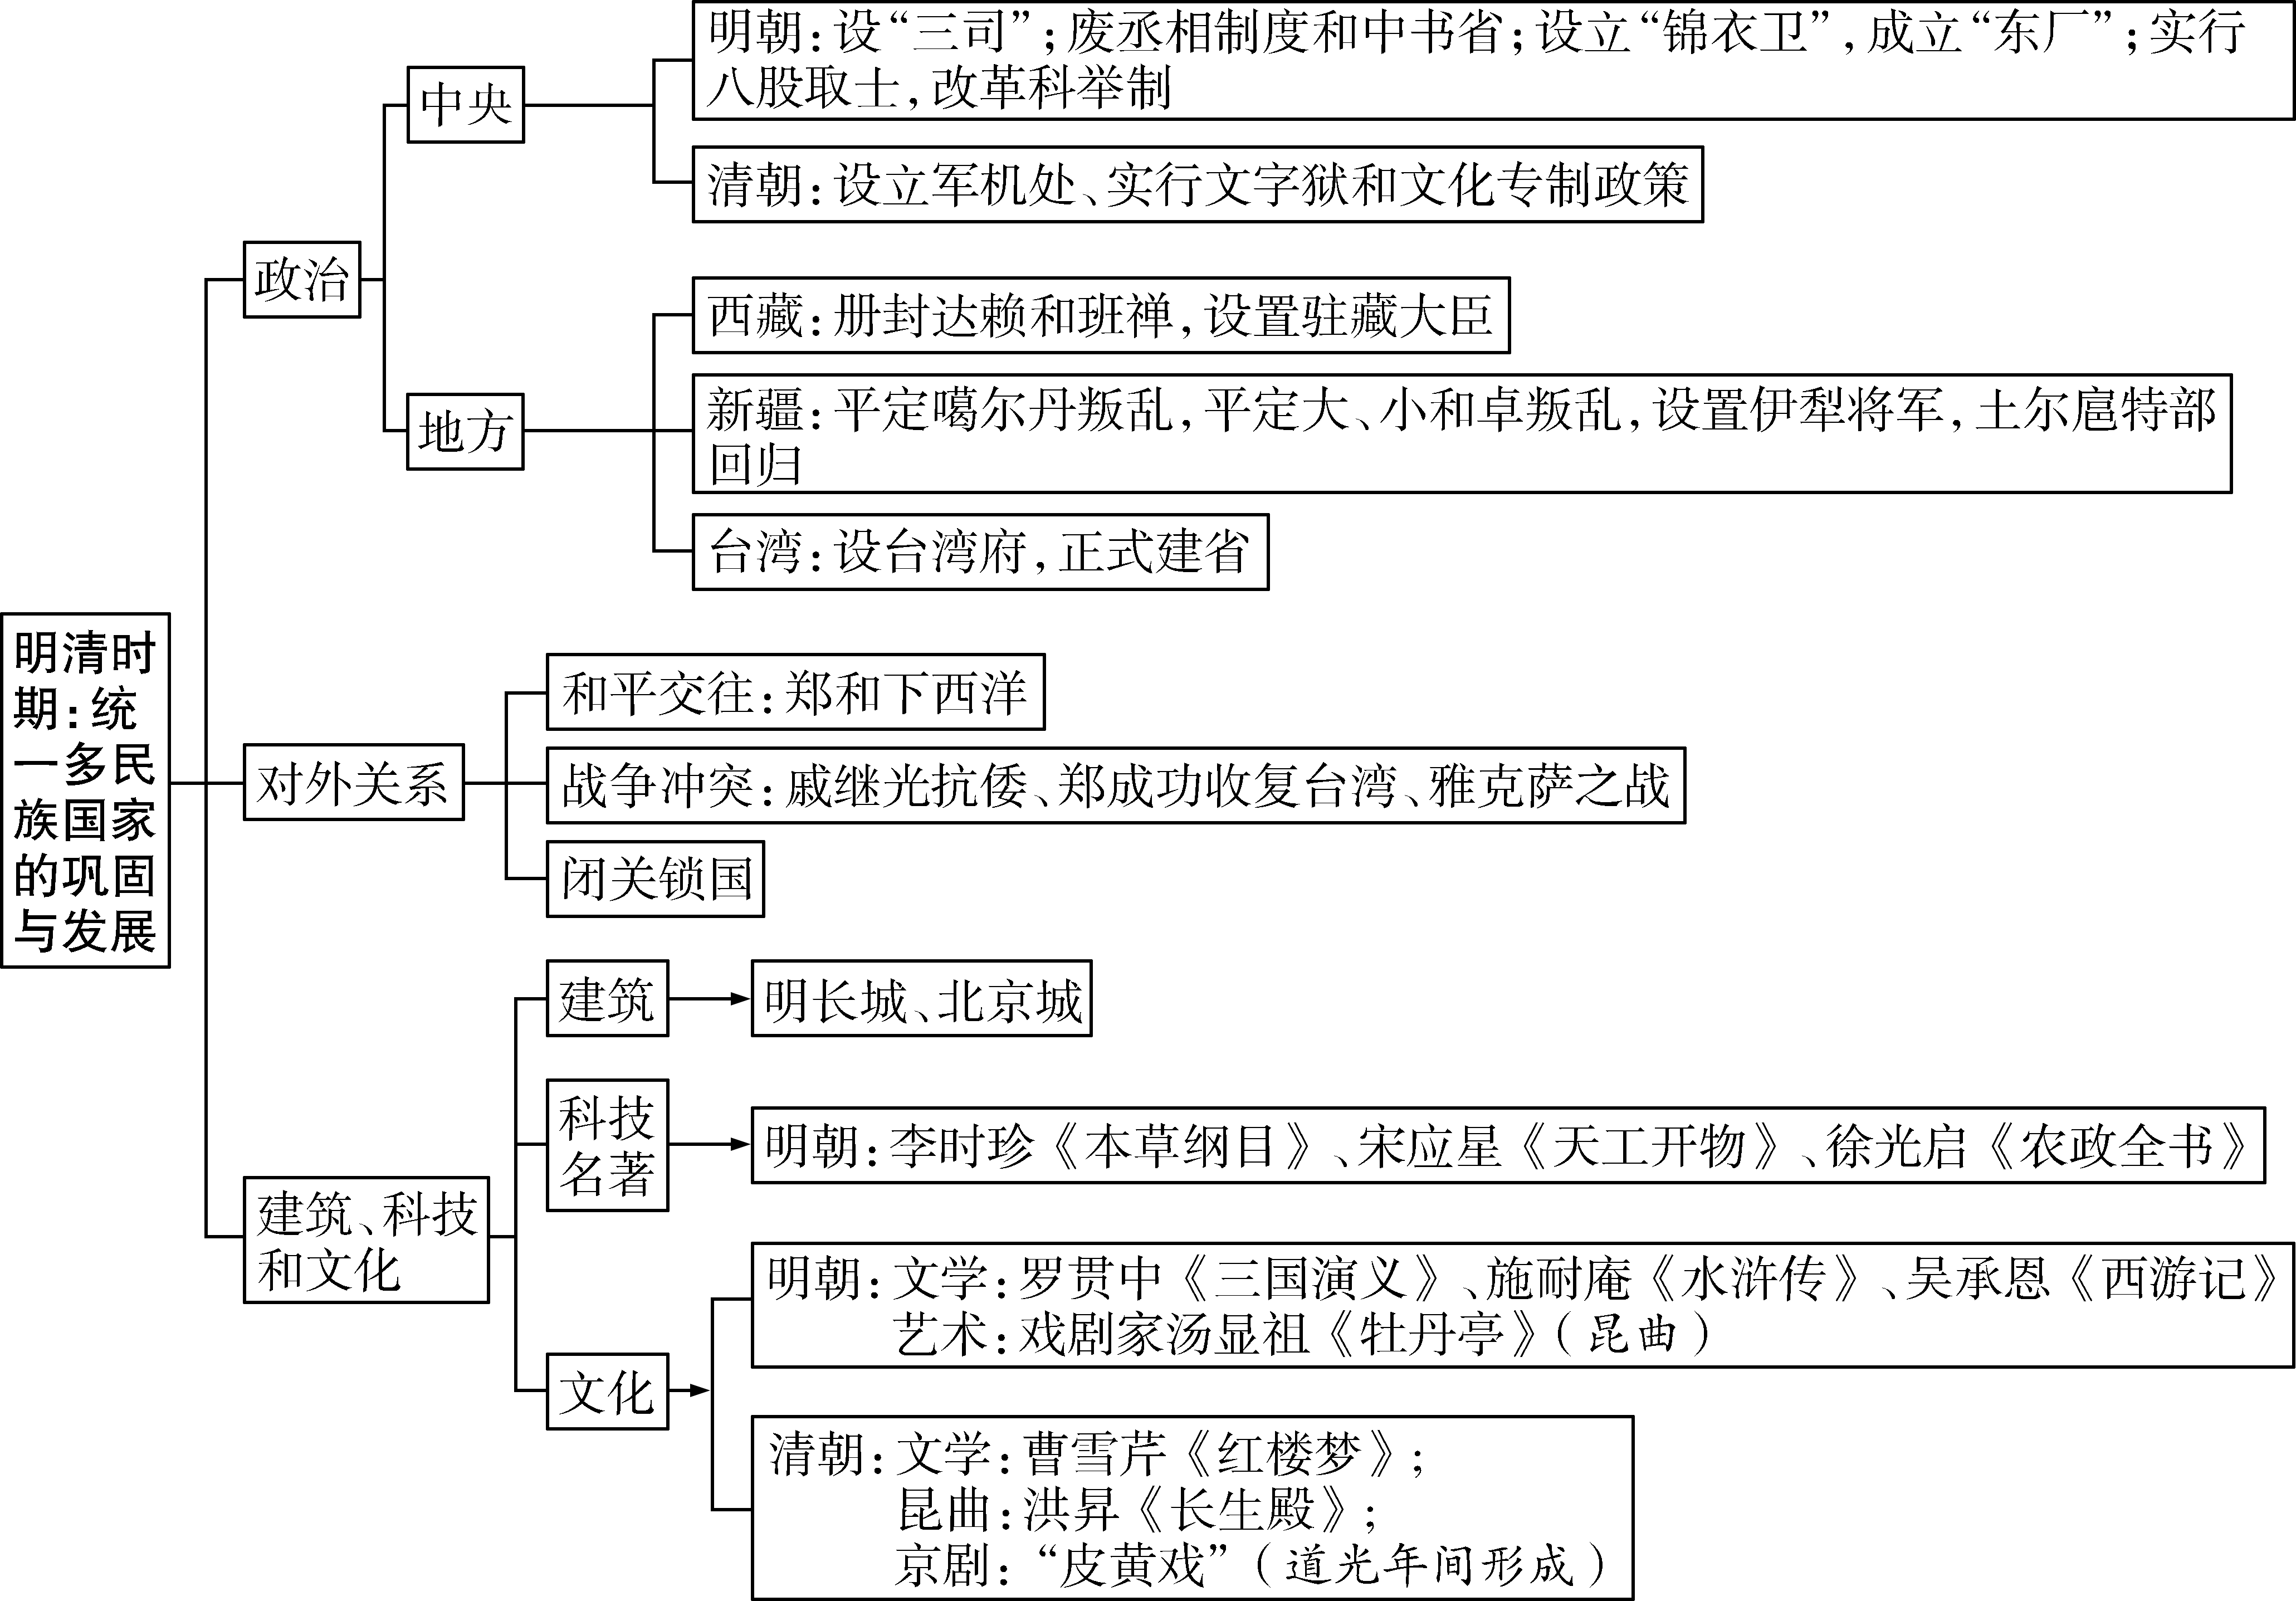 明清时
期:统
一多民
族国家
的巩固
与发展
政治
中央
明朝:设“三司”;废丞相制度和中书省;设立“锦衣卫”,成立“东厂”;实行
八股取士,改革科举制
清朝:设立军机处、实行文字狱和文化专制政策
地方
西藏:册封达赖和班禅,设置驻藏大臣
新疆:平定噶尔丹叛乱,平定大、小和卓叛乱,设置伊犁将军,土尔扈特部
回归
台湾:设台湾府,正式建省
对外关系
和平交往:郑和下西洋
战争冲突:戚继光抗倭、郑成功收复台湾、雅克萨之战
闭关锁国
建筑、科技
和文化
建筑
明长城、北京城
科技
名著
明朝:李时珍《本草纲目》、宋应星《天工开物》、徐光启《农政全书》
文化
明朝:文学:罗贯中《三国演义》、施耐庵《水浒传》、吴承恩《西游记》
艺术:戏剧家汤显祖《牡丹亭》(昆曲)
清朝:文学:曹雪芹《红楼梦》;
昆曲:洪昇《长生殿》;
京剧:“皮黄戏”(道光年间形成)